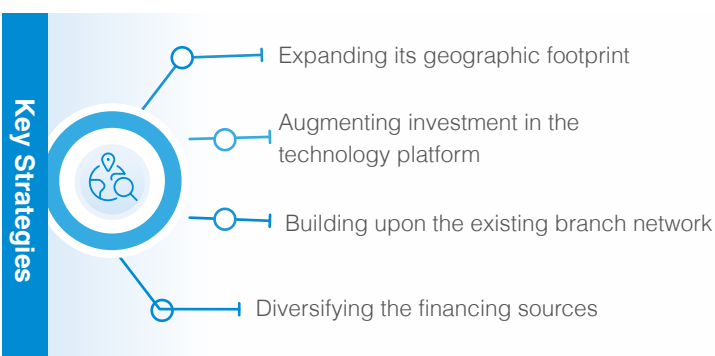 Key Strategies
Expanding its geographic footprint
Augmenting investment in the
technology platform
Building upon the existing branch network
Diversifying the financing sources